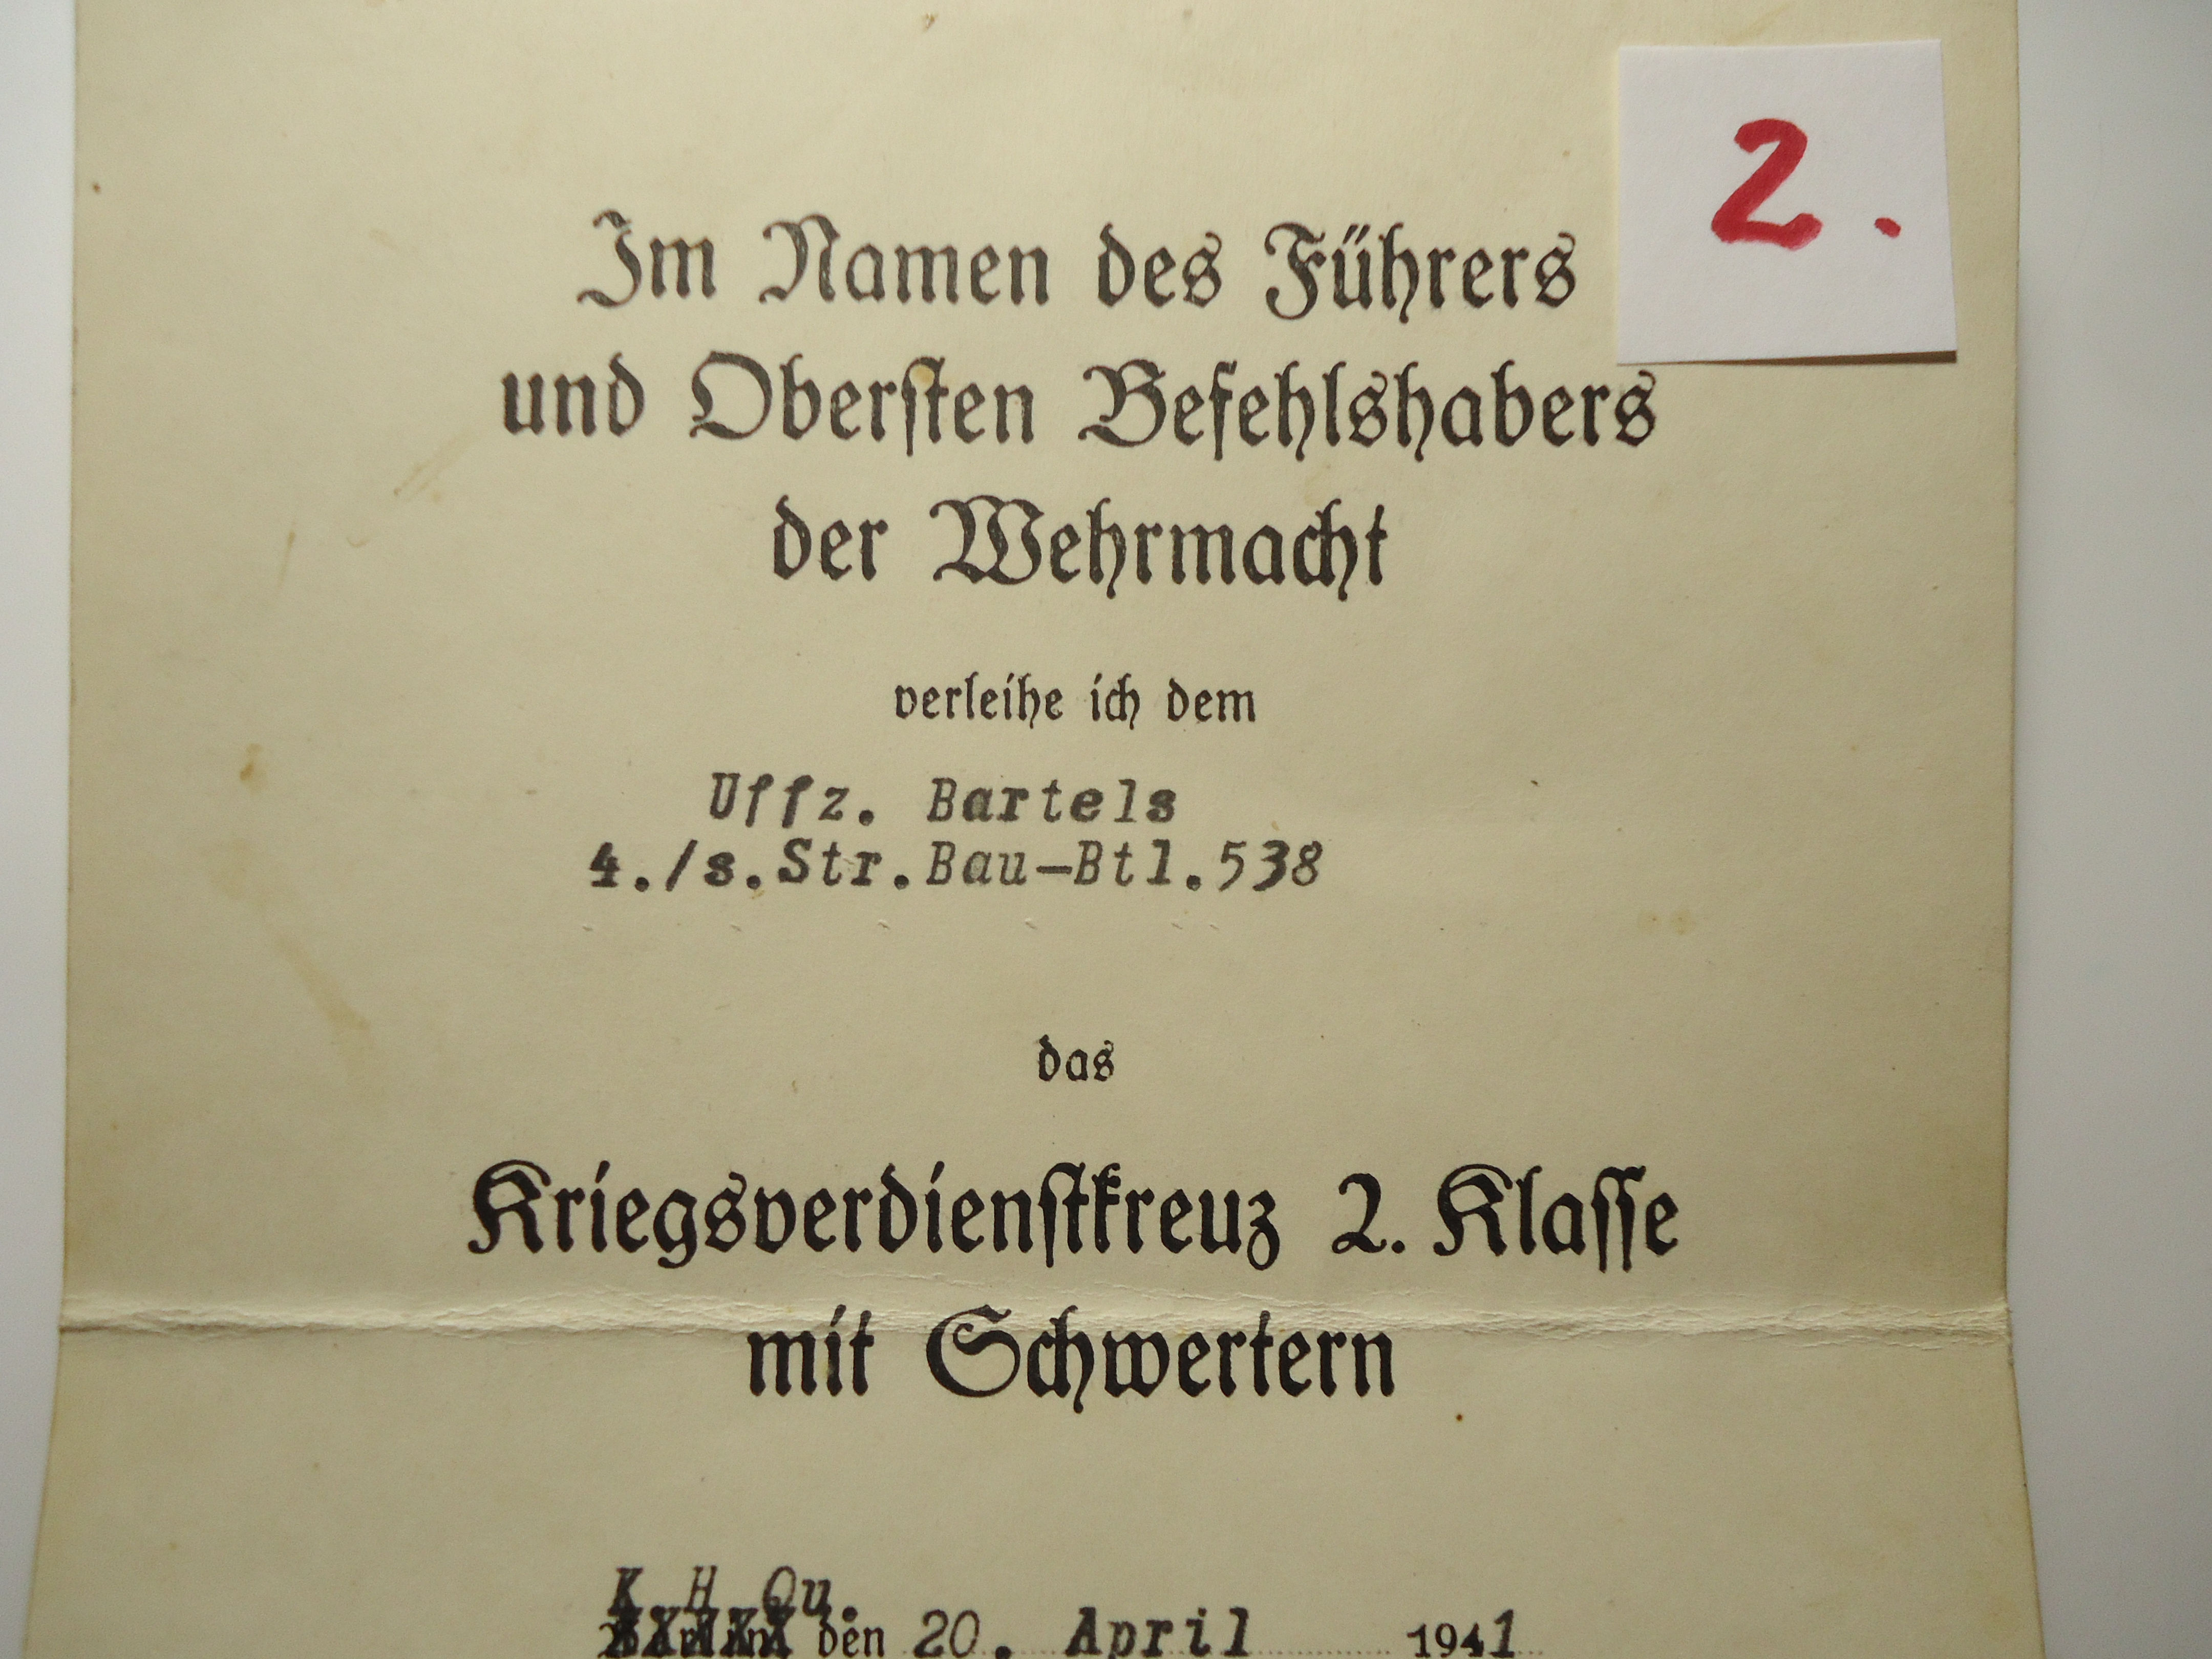 2.
Im Namen des Führers
und Obersten Befehlshabers
der Wehrmacht
verleihe ich dem
Uffz. Bartels
4./s.Str.Bau-Btl.538
das
Kriegsverdienstkreuz 2. Klasse
mit Schwertern
K. H. Qu.
den 20. April 1941